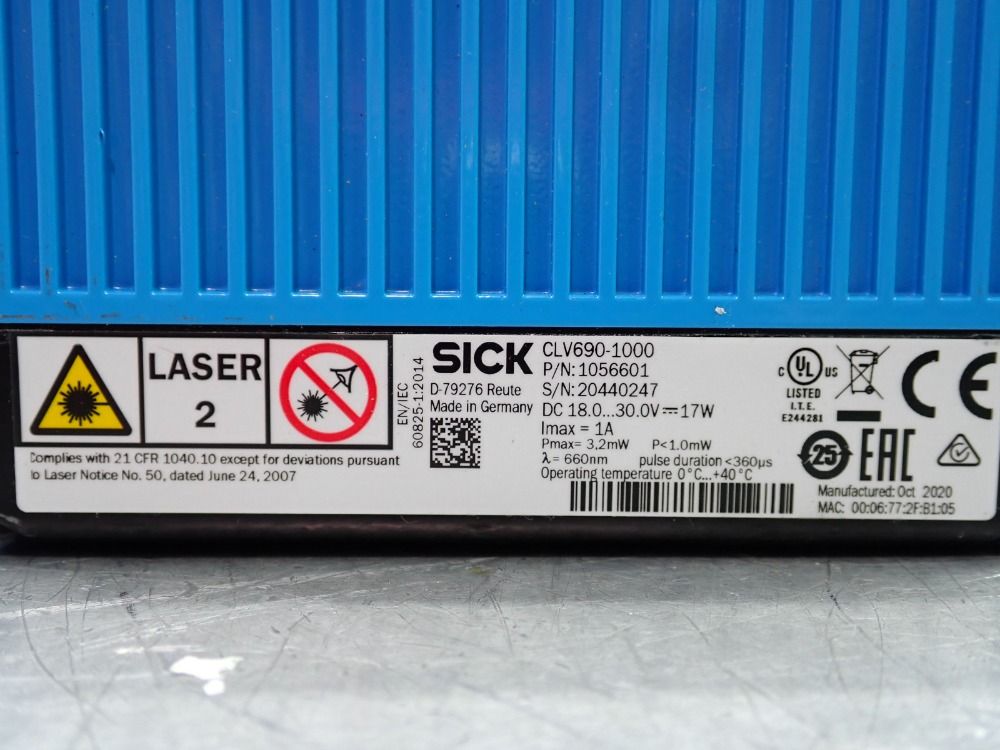 LASER
2
EN/IEC
60825-1:2014
SICK
D-79276 Reute
Made in Germany
CLV690-1000
P/N:1056601
S/N:20440247
DC 18.0...30.0V⎓17W
Imax = 1A
Pmax= 3,2mW P<1.0mW
λ= 660nm pulse duration <360µs
Operating temperature 0°C...+40°C
C UL US
LISTED
I.T.E.
E244281
CE
25
EAC
Complies with 21 CFR 1040.10 except for deviations pursuant
to Laser Notice No. 50, dated June 24, 2007
Manufactured: Oct 2020
MAC: 00:06:77:2F:B1:05